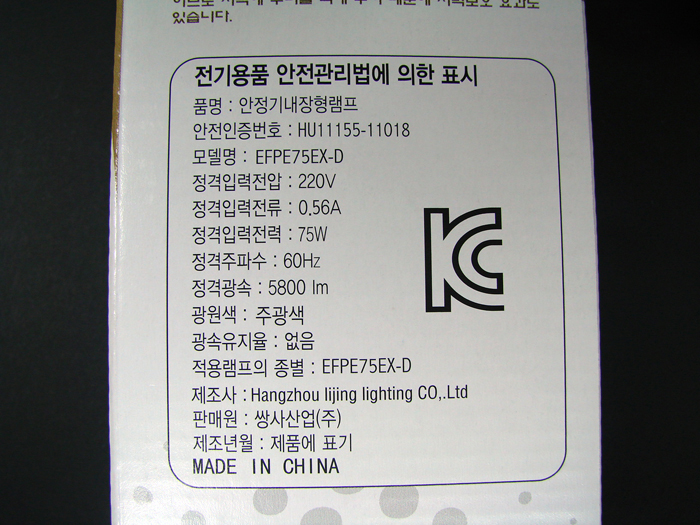 있습니다.
전기용품 안전관리법에 의한 표시
품명 : 안정기내장형램프
안전인증번호 : HU11155-11018
모델명 : EFPE75EX-D
정격입력전압 : 220V
정격입력전류 : 0.56A
정격입력전력 : 75W
정격주파수 : 60Hz
정격광속 : 5800 lm
광원색 : 주광색
광속유지율 : 없음
적용램프의 종별 : EFPE75EX-D
제조사 : Hangzhou lijing lighting CO,.Ltd
판매원 : 쌍사산업(주)
제조년월 : 제품에 표기
MADE IN CHINA
KC